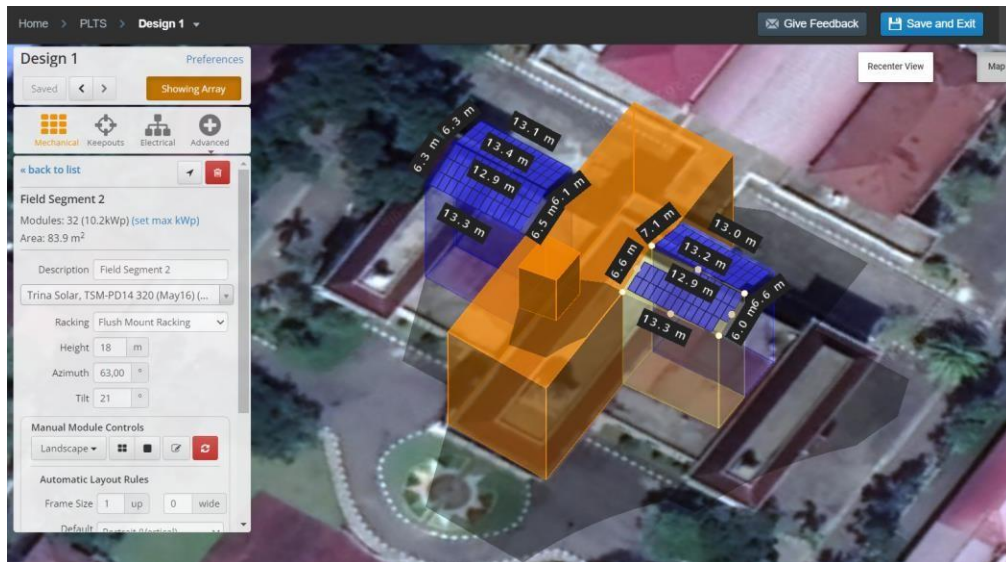 Home > PLTS > Design 1
Give Feedback
Save and Exit
Design 1
Preferences
Saved < >
Showing Array
Recenter View
Map
Mechanical
Keepouts
Electrical
Advanced
« back to list
Field Segment 2
Modules: 32 (10.2kWp) (set max kWp)
Area: 83.9 m²
Description Field Segment 2
Trina Solar, TSM-PD14 320 (May16) (...
Racking Flush Mount Racking
Height 18 m
Azimuth 63,00 °
Tilt 21 °
Manual Module Controls
Landscape
Automatic Layout Rules
Frame Size 1 up 0 wide
Default Portrait (Vertical)
6.3 m
13.1 m
6.3 m
13.4 m
12.9 m
6.1 m
13.3 m
6.5 m
7.1 m
13.0 m
6.6 m
13.2 m
12.9 m
6.6 m
13.3 m
6.0 m